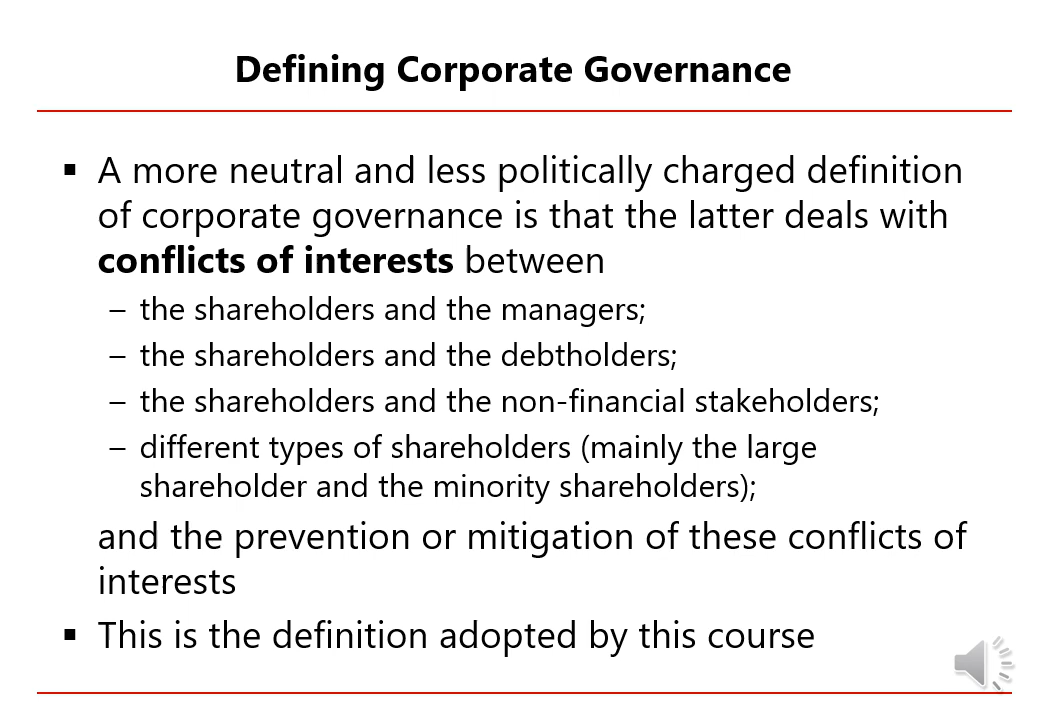 Defining Corporate Governance
▪ A more neutral and less politically charged definition
of corporate governance is that the latter deals with
conflicts of interests between
– the shareholders and the managers;
– the shareholders and the debtholders;
– the shareholders and the non-financial stakeholders;
– different types of shareholders (mainly the large
shareholder and the minority shareholders);
and the prevention or mitigation of these conflicts of
interests
▪ This is the definition adopted by this course